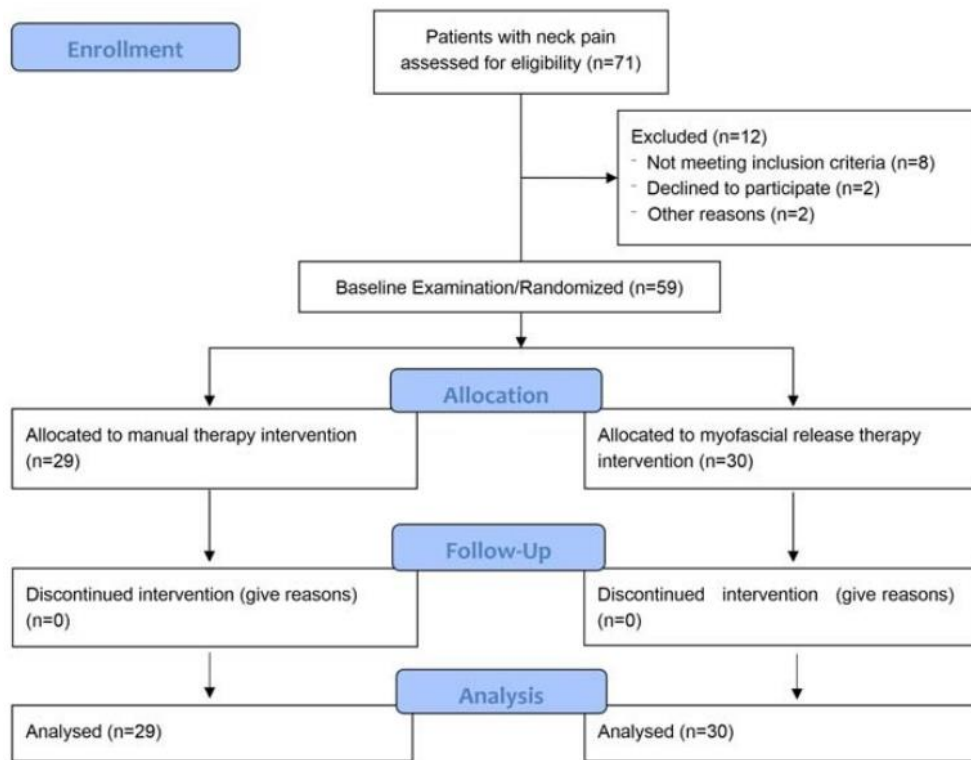 Enrollment
Patients with neck pain
assessed for eligibility (n=71)
Excluded (n=12)
- Not meeting inclusion criteria (n=8)
- Declined to participate (n=2)
- Other reasons (n=2)
Baseline Examination/Randomized (n=59)
Allocation
Allocated to manual therapy intervention
(n=29)
Allocated to myofascial release therapy
intervention (n=30)
Follow-Up
Discontinued intervention (give reasons)
(n=0)
Discontinued intervention (give reasons)
(n=0)
Analysis
Analysed (n=29)
Analysed (n=30)